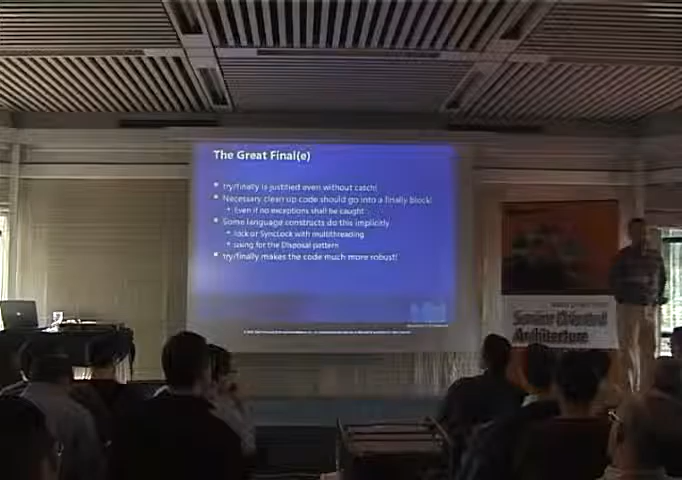 The Great Final(e)
try/finally is justified even without catch!
Necessary clean up code should go into a finally block!
Even if no exceptions shall be caught
Some language constructs do this implicitly
lock or SyncLock with multithreading
using for the Disposal pattern
try/finally makes the code much more robust!
Service Oriented
Architecture